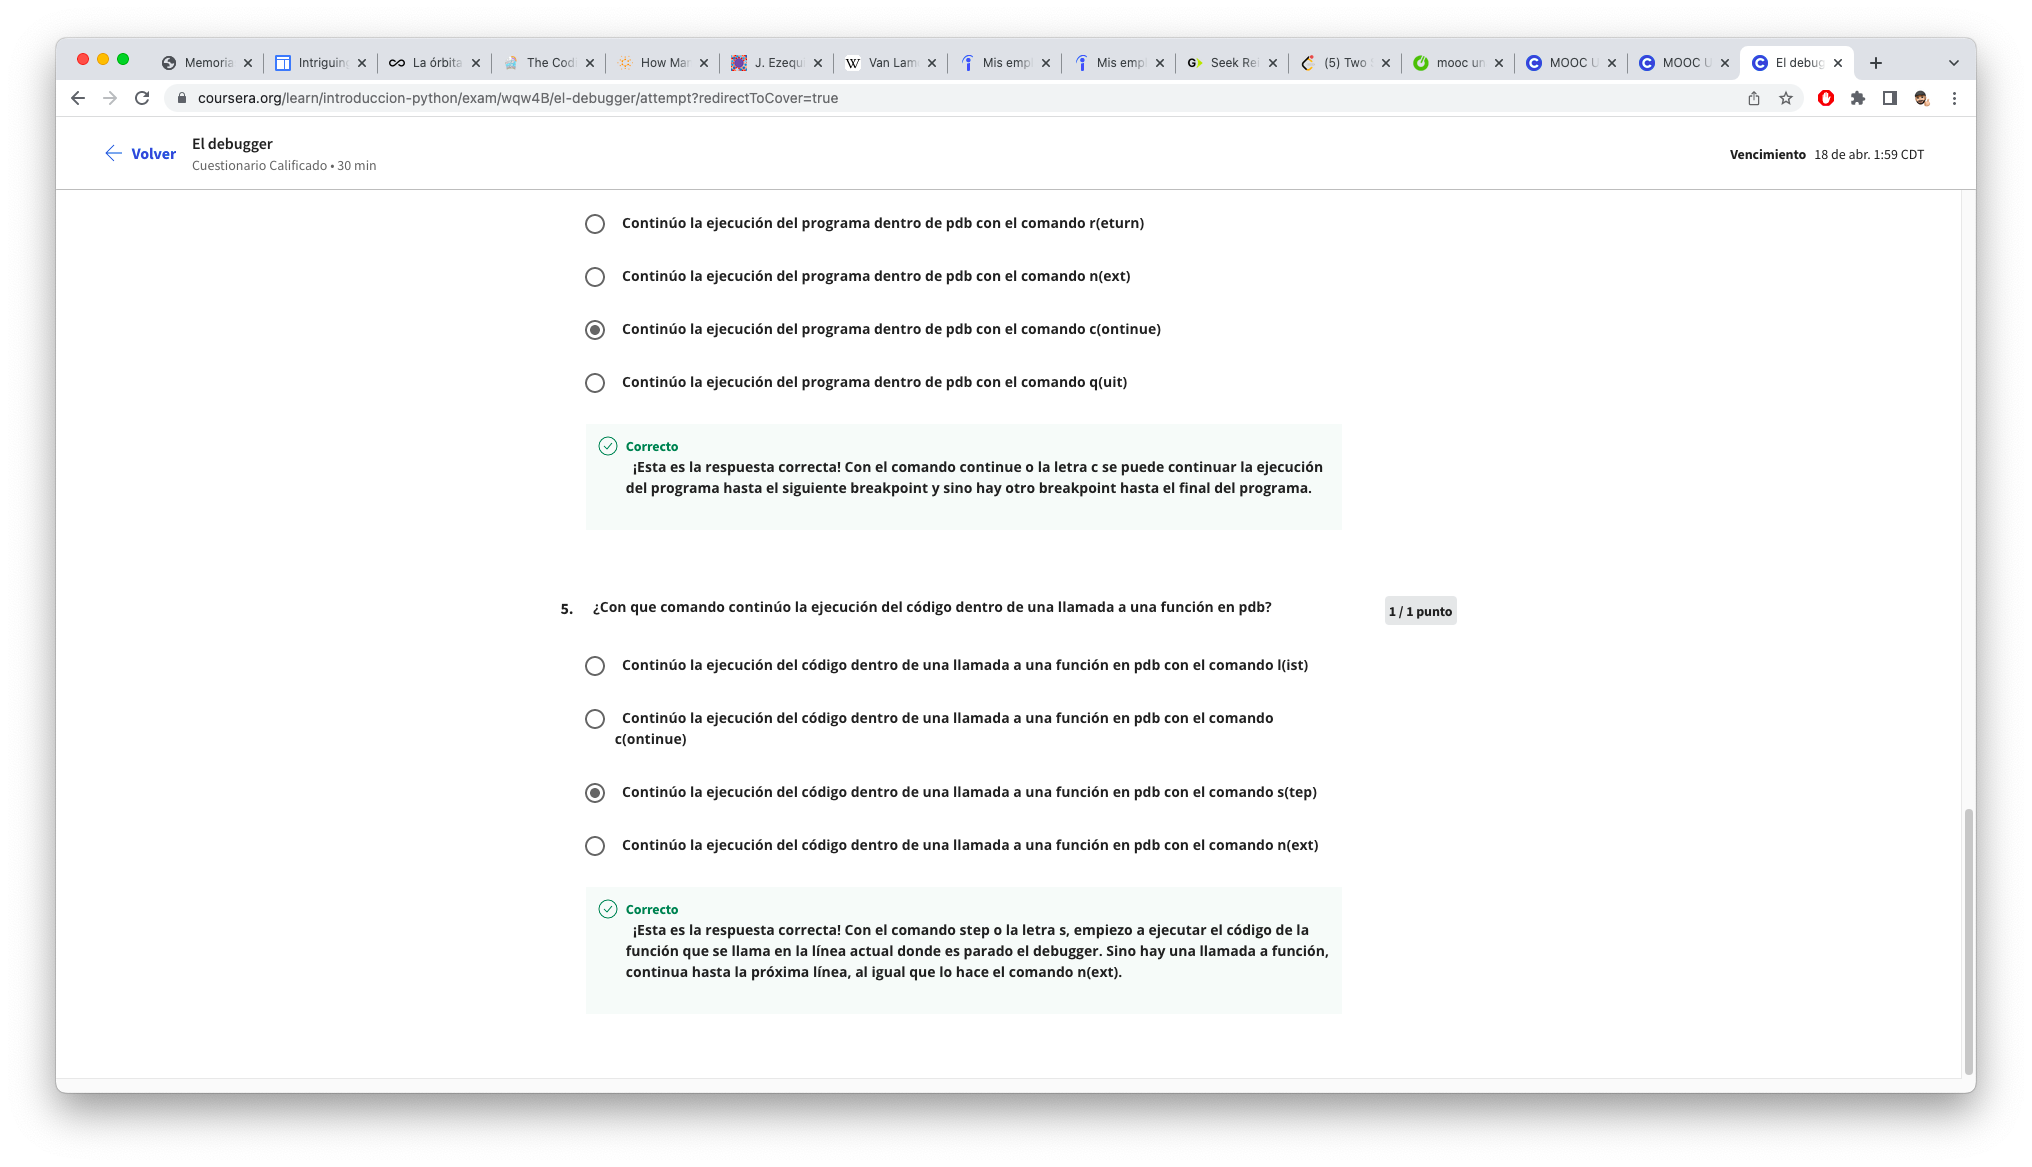 Memoria
Intriguin
La órbita
The Codi
How Mar
J. Ezequ
Van Lam
Mis emp
Mis emp
Seek Re
(5) Two
mooc un
MOOC U
MOOC U
El debug
coursera.org/learn/introduccion-python/exam/wqw4B/el-debugger/attempt?redirectToCover=true
Volver
El debugger
Cuestionario Calificado • 30 min
Vencimiento 18 de abr. 1:59 CDT
Continúo la ejecución del programa dentro de pdb con el comando r(eturn)
Continúo la ejecución del programa dentro de pdb con el comando n(ext)
Continúo la ejecución del programa dentro de pdb con el comando c(ontinue)
Continúo la ejecución del programa dentro de pdb con el comando q(uit)
Correcto
¡Esta es la respuesta correcta! Con el comando continue o la letra c se puede continuar la ejecución
del programa hasta el siguiente breakpoint y sino hay otro breakpoint hasta el final del programa.
5. ¿Con que comando continúo la ejecución del código dentro de una llamada a una función en pdb?
1 / 1 punto
Continúo la ejecución del código dentro de una llamada a una función en pdb con el comando l(ist)
Continúo la ejecución del código dentro de una llamada a una función en pdb con el comando
c(ontinue)
Continúo la ejecución del código dentro de una llamada a una función en pdb con el comando s(tep)
Continúo la ejecución del código dentro de una llamada a una función en pdb con el comando n(ext)
Correcto
¡Esta es la respuesta correcta! Con el comando step o la letra s, empiezo a ejecutar el código de la
función que se llama en la línea actual donde es parado el debugger. Sino hay una llamada a función,
continua hasta la próxima línea, al igual que lo hace el comando n(ext).